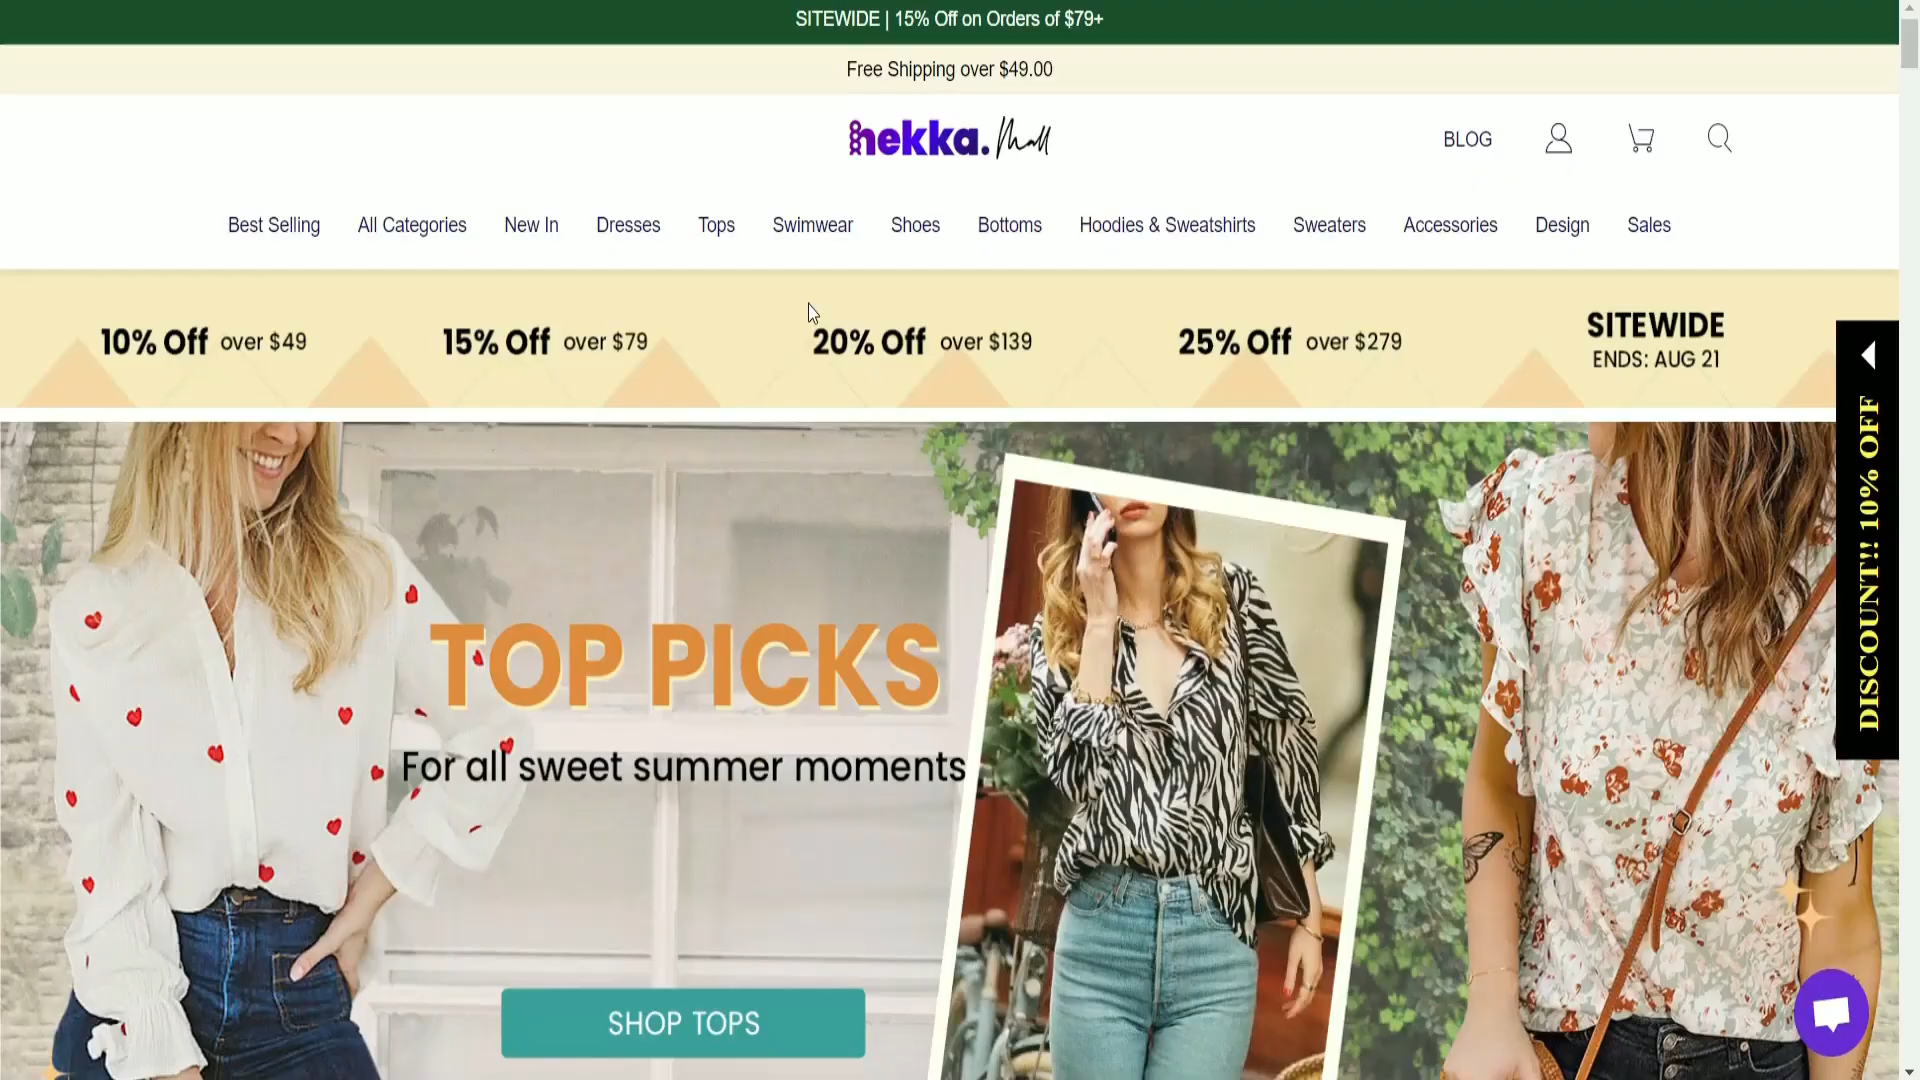 SITEWIDE | 15% Off on Orders of $79+
Free Shipping over $49.00
hekka. Mall
BLOG
Best Selling All Categories New In Dresses Tops Swimwear Shoes Bottoms Hoodies & Sweatshirts Sweaters Accessories Design Sales
10% Off over $49 15% Off over $79 20% Off over $139 25% Off over $279
SITEWIDE
ENDS: AUG 21
DISCOUNT!! 10% OFF
TOP PICKS
For all sweet summer moments
SHOP TOPS